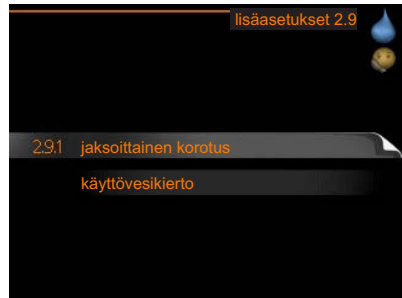 lisäasetukset 2.9
2.9.1 jaksoittainen korotus
käyttövesikierto